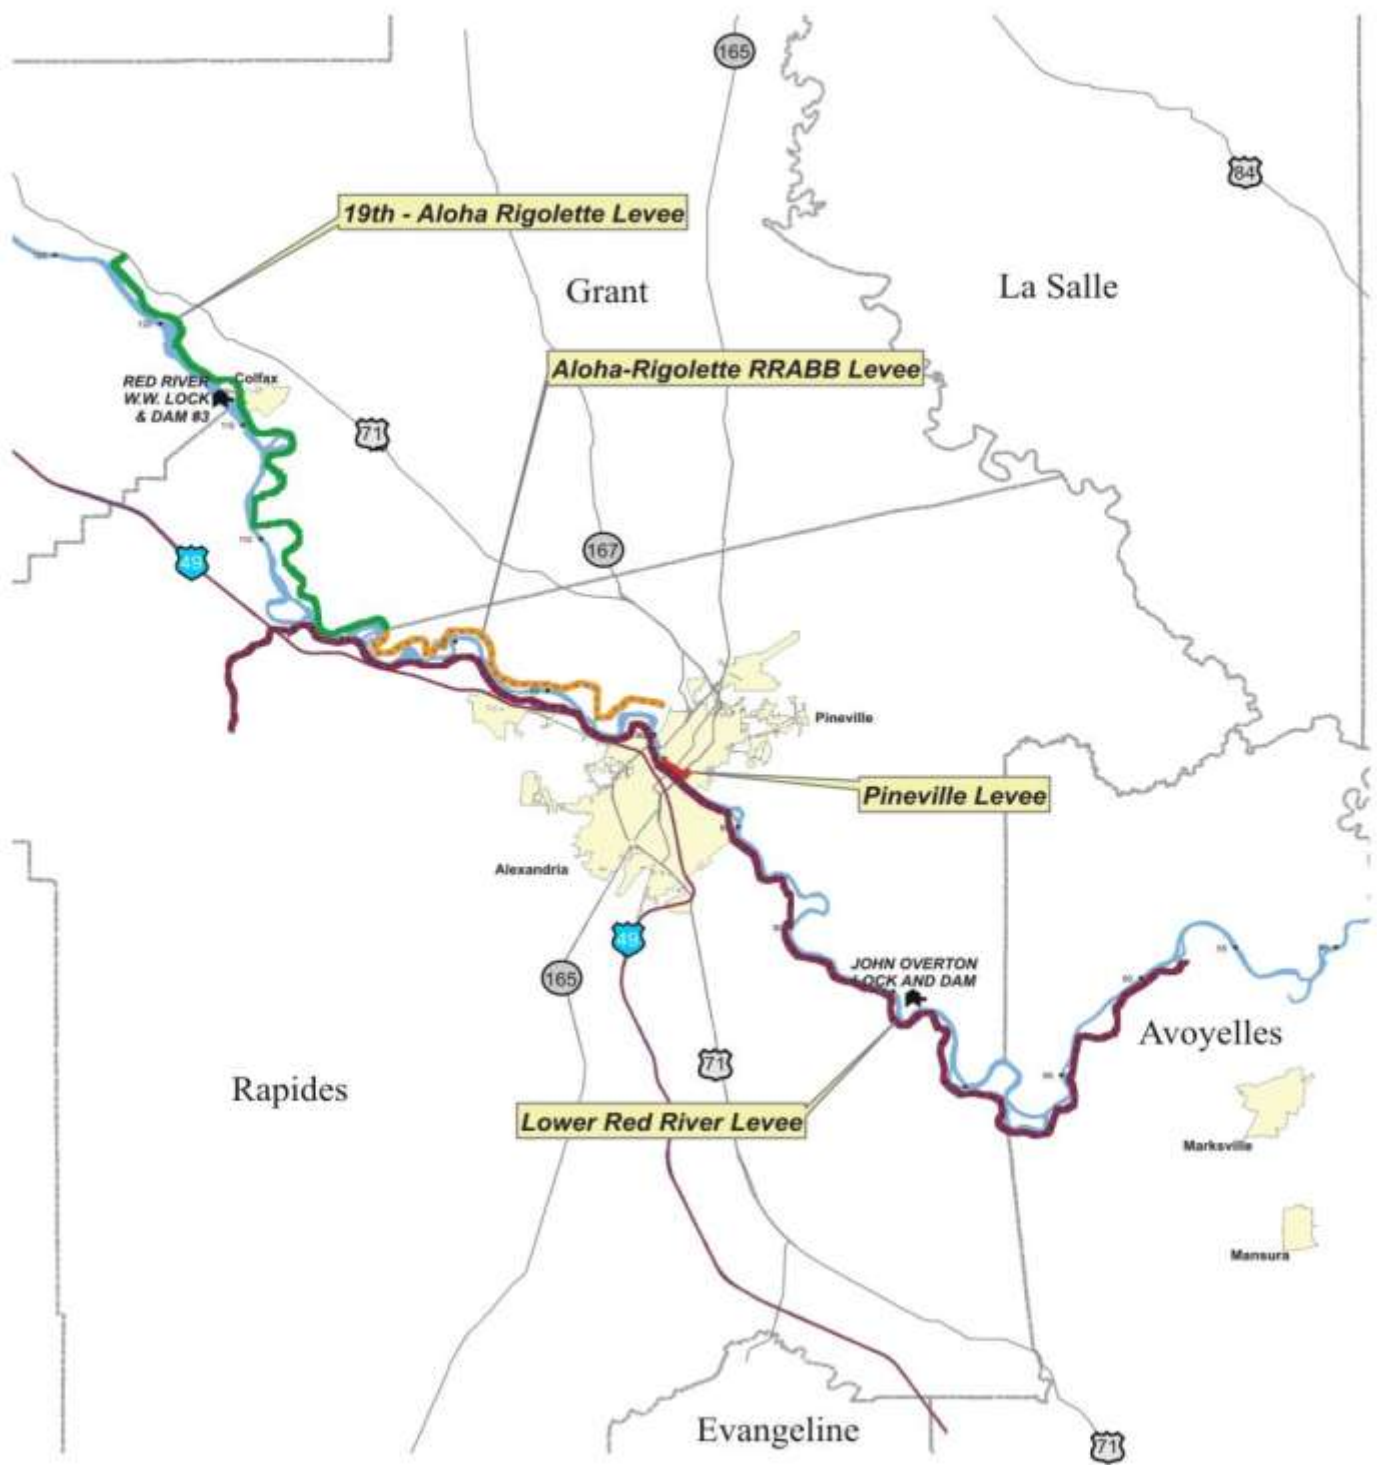 165
84
19th - Aloha Rigolette Levee
Grant
La Salle
Aloha-Rigolette RRABB Levee
RED RIVER
W.W. LOCK
& DAM #3
Colfax
71
167
49
Pineville
Pineville Levee
Alexandria
49
165
JOHN OVERTON
LOCK AND DAM
Avoyelles
71
Rapides
Lower Red River Levee
Marksville
Mansura
Evangeline
71